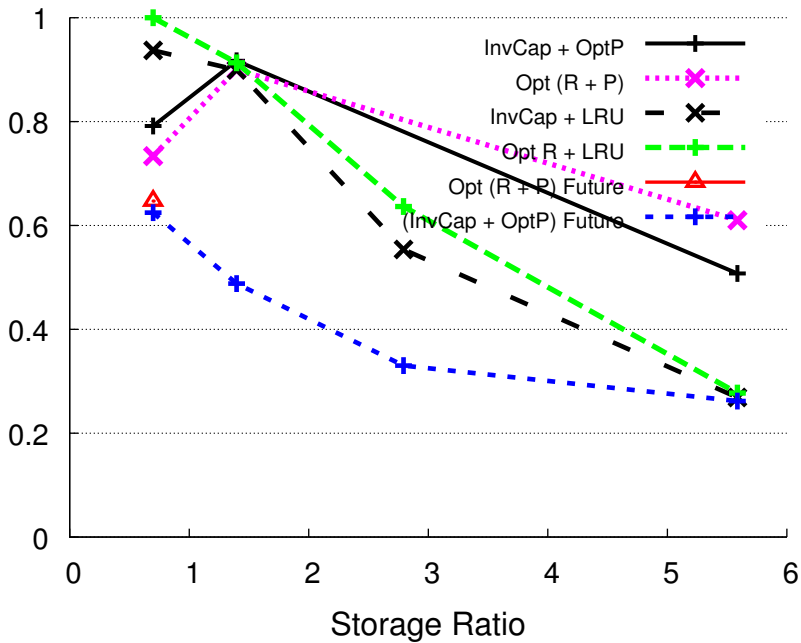 1
InvCap + OptP
Opt (R + P)
InvCap + LRU
0.8
Opt R + LRU
Opt (R + P) Future
0.6
(InvCap + OptP) Future
0.4
0.2
0
0 1 2 3 4 5 6
Storage Ratio